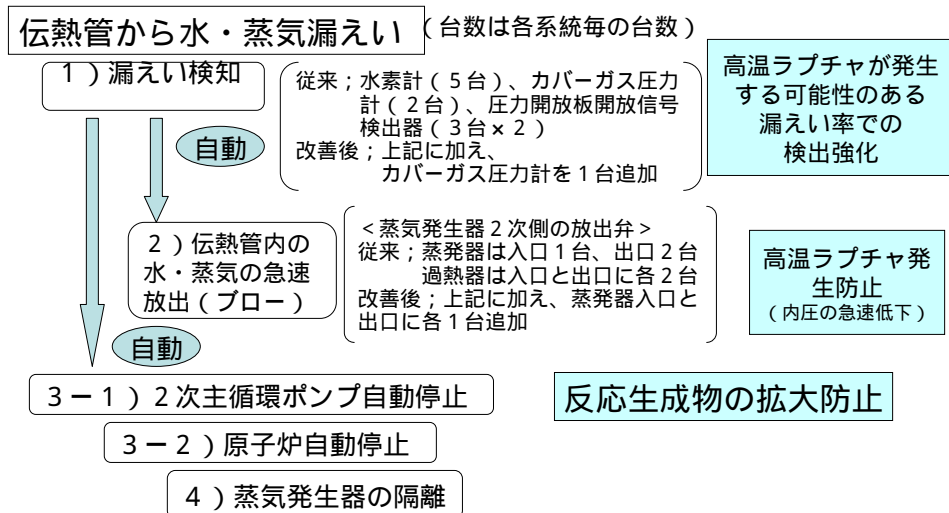 伝熱管から水・蒸気漏えい
（台数は各系統毎の台数）
１）漏えい検知
従来；水素計（５台）、カバーガス圧力
計（２台）、圧力開放板開放信号
検出器（３台×２）
改善後；上記に加え、
カバーガス圧力計を１台追加
高温ラプチャが発生
する可能性のある
漏えい率での
検出強化
自動
２）伝熱管内の
水・蒸気の急速
放出（ブロー）
＜蒸気発生器２次側の放出弁＞
従来；蒸発器は入口１台、出口２台
過熱器は入口と出口に各２台
改善後；上記に加え、蒸発器入口と
出口に各１台追加
高温ラプチャ発
生防止
（内圧の急速低下）
自動
３－１）２次主循環ポンプ自動停止
反応生成物の拡大防止
３－２）原子炉自動停止
４）蒸気発生器の隔離